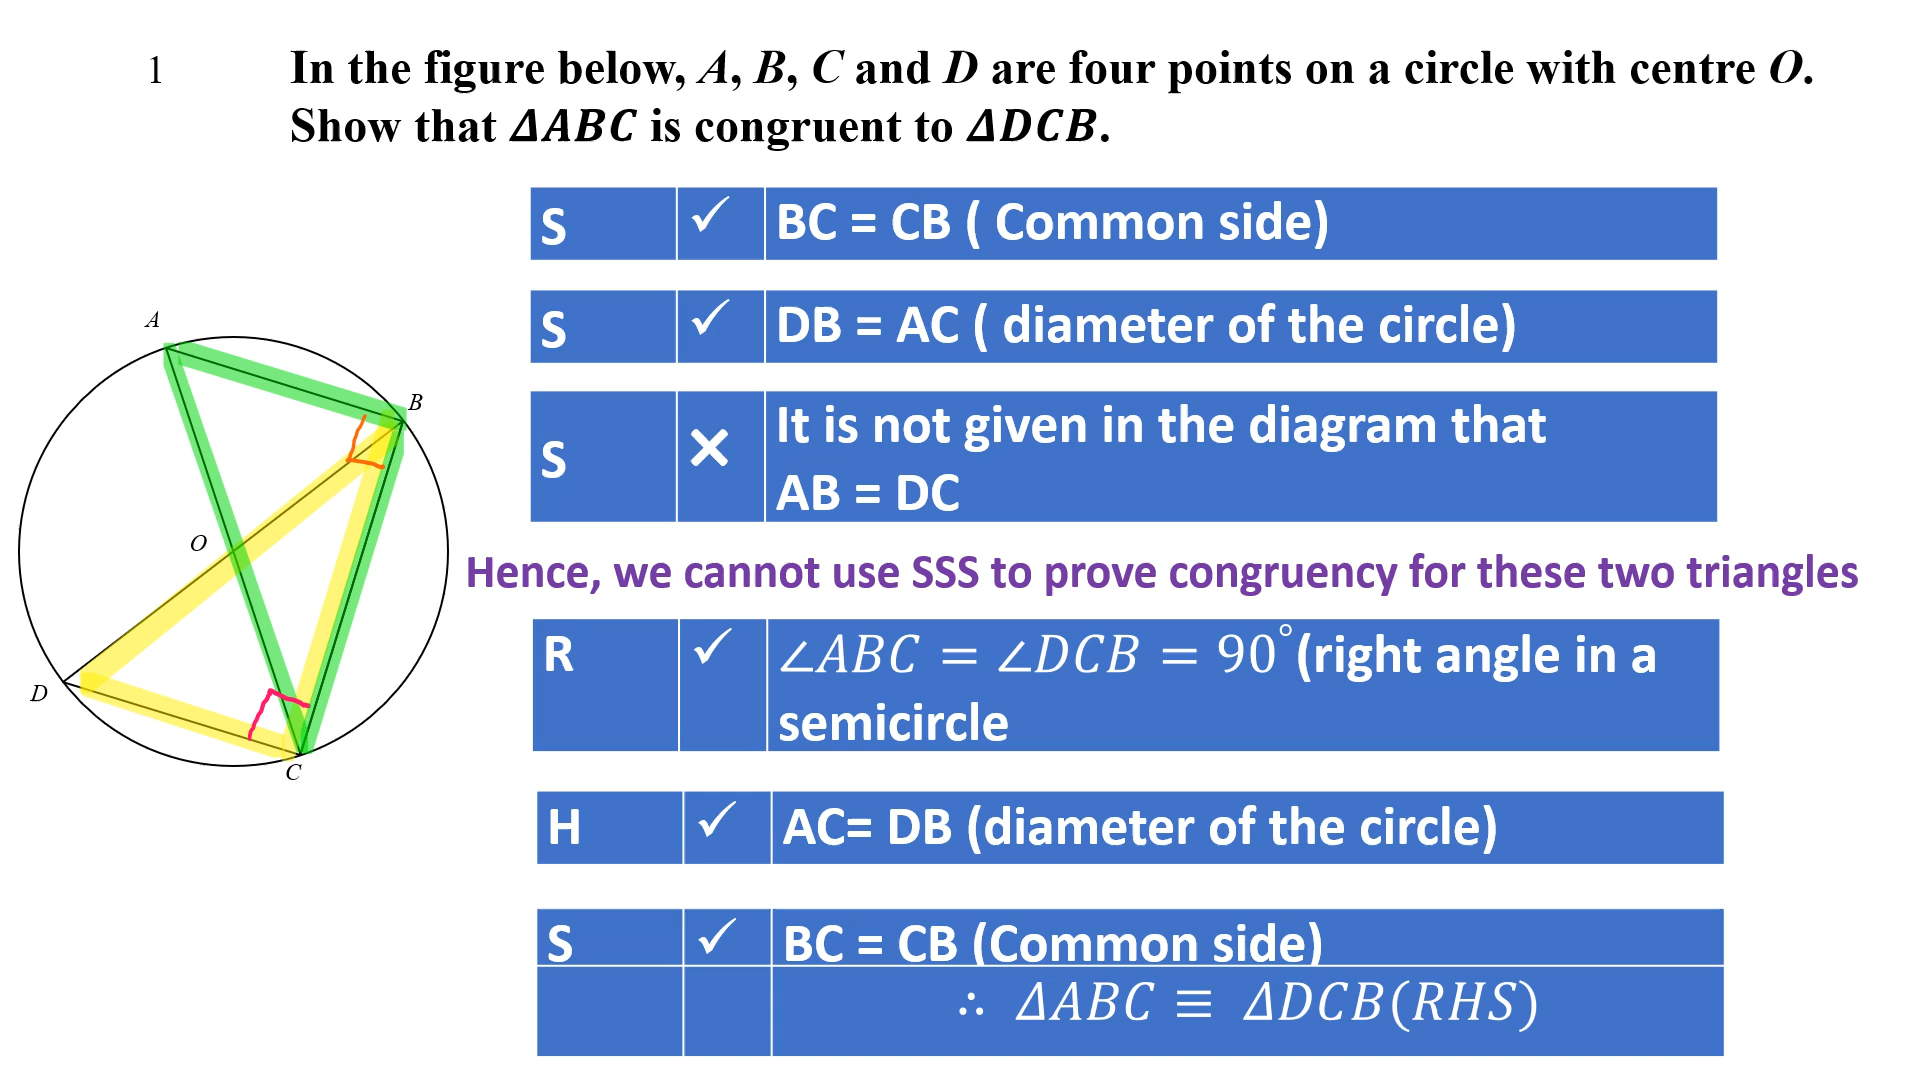 1 In the figure below, A, B, C and D are four points on a circle with centre O.
Show that ΔABC is congruent to ΔDCB.
S ✓ BC = CB ( Common side)
S ✓ DB = AC ( diameter of the circle)
S ✕ It is not given in the diagram that
AB = DC
Hence, we cannot use SSS to prove congruency for these two triangles
R ✓ ∠ABC = ∠DCB = 90° (right angle in a
semicircle
H ✓ AC= DB (diameter of the circle)
S ✓ BC = CB (Common side)
∴ ΔABC ≡ ΔDCB(RHS)
A
B
O
D
C